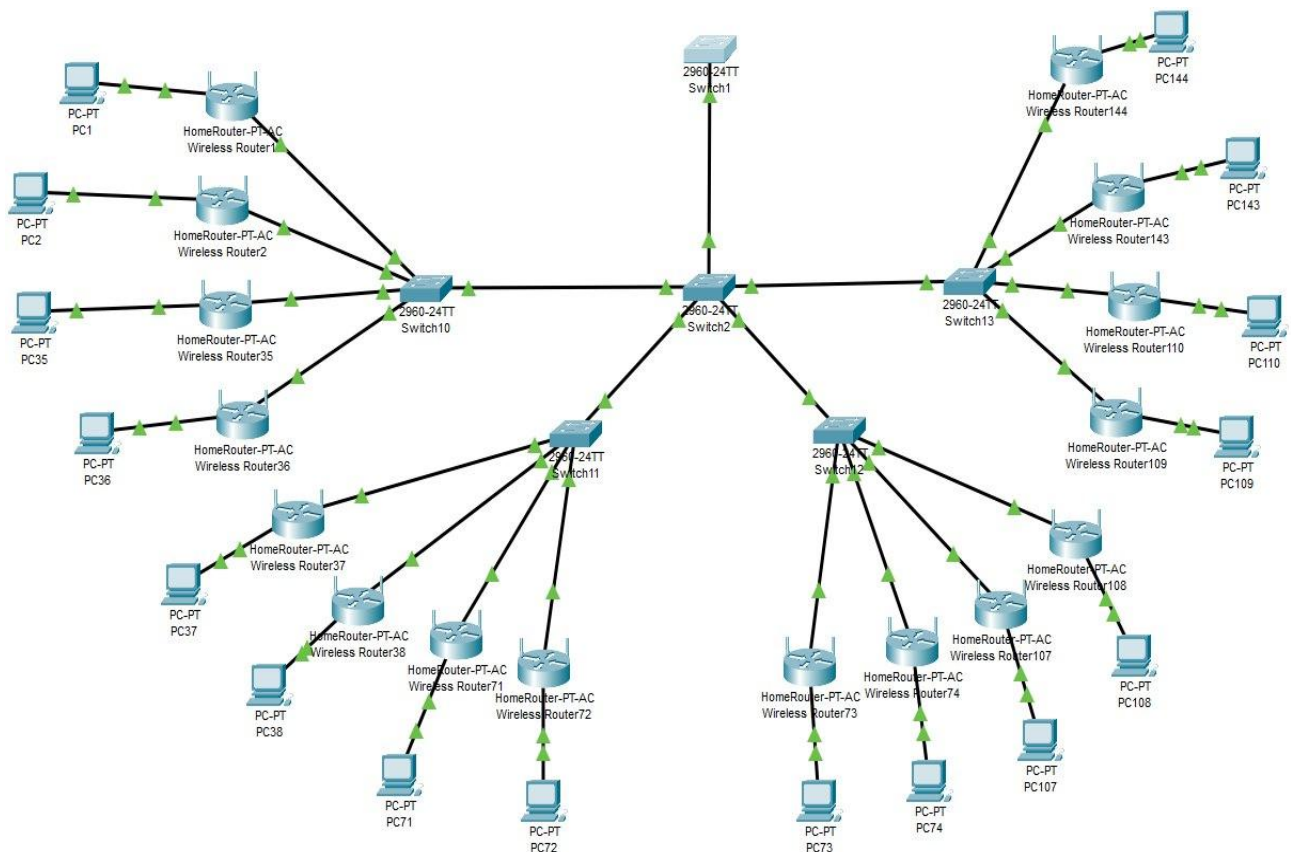 2960-24TT
Switch1
PC-PT
PC144
HomeRouter-PT-AC
Wireless Router144
PC-PT
PC1
HomeRouter-PT-AC
Wireless Router1
PC-PT
PC143
HomeRouter-PT-AC
Wireless Router143
PC-PT
PC2
HomeRouter-PT-AC
Wireless Router2
2960-24TT
Switch10
2960-24TT
Switch2
2960-24TT
Switch13
PC-PT
PC35
HomeRouter-PT-AC
Wireless Router35
HomeRouter-PT-AC
Wireless Router110
PC-PT
PC110
PC-PT
PC36
HomeRouter-PT-AC
Wireless Router36
2960-24TT
Switch11
2960-24TT
Switch12
HomeRouter-PT-AC
Wireless Router109
PC-PT
PC109
HomeRouter-PT-AC
Wireless Router37
PC-PT
PC37
HomeRouter-PT-AC
Wireless Router108
HomeRouter-PT-AC
Wireless Router38
HomeRouter-PT-AC
Wireless Router107
HomeRouter-PT-AC
Wireless Router71
HomeRouter-PT-AC
Wireless Router72
HomeRouter-PT-AC
Wireless Router73
HomeRouter-PT-AC
Wireless Router74
PC-PT
PC108
PC-PT
PC38
PC-PT
PC107
PC-PT
PC71
PC-PT
PC74
PC-PT
PC72
PC-PT
PC73